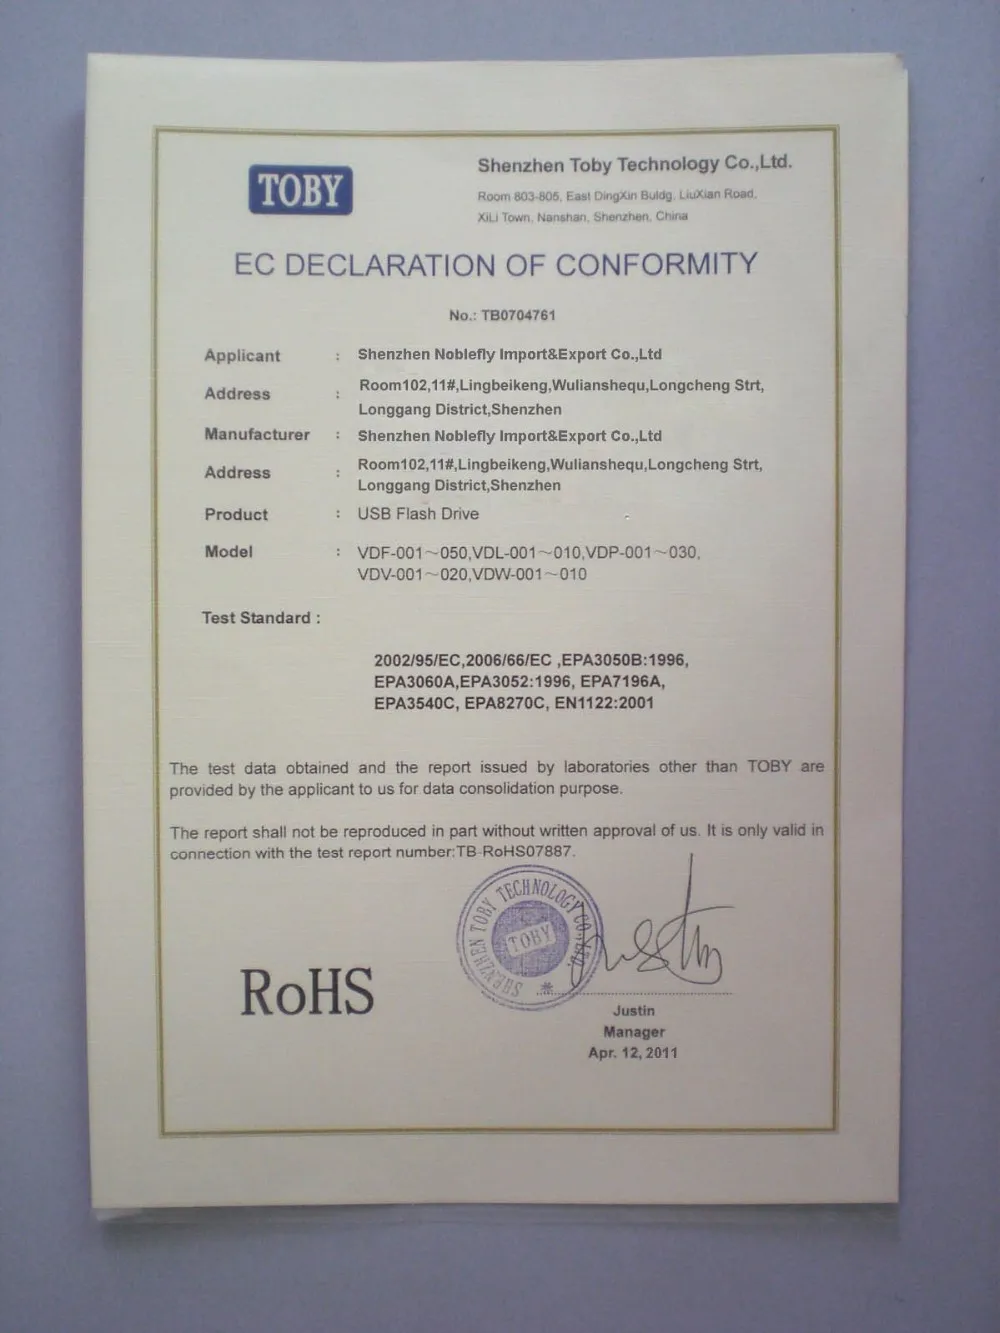 TOBY
Shenzhen Toby Technology Co.,Ltd.
Room 803-805, East DingXin Buldg, LiuXian Road,
XiLi Town, Nanshan, Shenzhen, China
EC DECLARATION OF CONFORMITY
No.: TB0704761
Applicant : Shenzhen Noblefly Import&Export Co.,Ltd
Address : Room102,11#,Lingbeikeng,Wulianshequ,Longcheng Strt,
Longgang District,Shenzhen
Manufacturer : Shenzhen Noblefly Import&Export Co.,Ltd
Address : Room102,11#,Lingbeikeng,Wulianshequ,Longcheng Strt,
Longgang District,Shenzhen
Product : USB Flash Drive
Model : VDF-001～050,VDL-001～010,VDP-001～030,
VDV-001～020,VDW-001～010
Test Standard :
2002/95/EC,2006/66/EC ,EPA3050B:1996,
EPA3060A,EPA3052:1996, EPA7196A,
EPA3540C, EPA8270C, EN1122:2001
The test data obtained and the report issued by laboratories other than TOBY are
provided by the applicant to us for data consolidation purpose.
The report shall not be reproduced in part without written approval of us. It is only valid in
connection with the test report number:TB-RoHS07887.
SHENZHEN TOBY TECHNOLOGY CO.,LTD.
TOBY
RoHS
Justin
Manager
Apr. 12, 2011